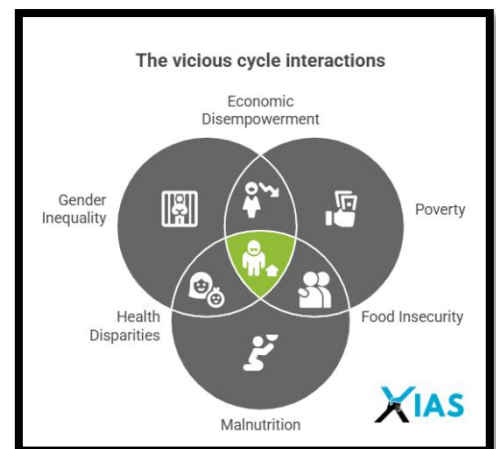 The vicious cycle interactions
Economic
Disempowerment
Gender
Inequality
Poverty
Health
Disparities
Food Insecurity
Malnutrition
XIAS